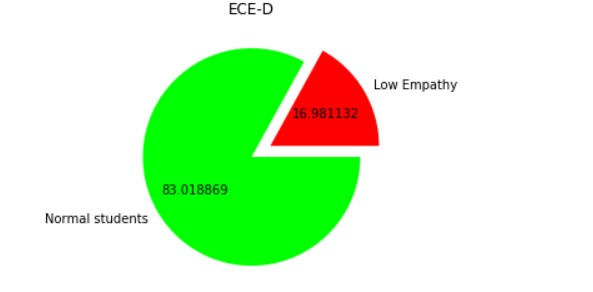 ECE-D
Low Empathy
16.981132
83.018869
Normal students